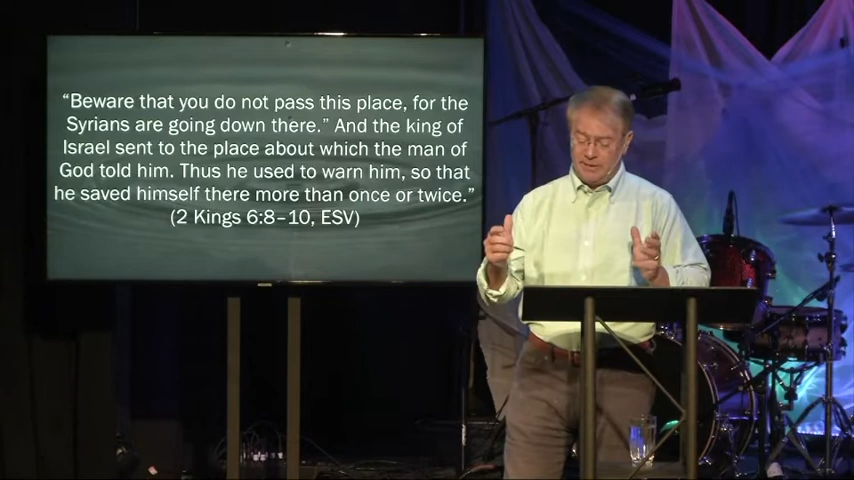 “Beware that you do not pass this place, for the
Syrians are going down there.” And the king of
Israel sent to the place about which the man of
God told him. Thus he used to warn him, so that
he saved himself there more than once or twice.”
(2 Kings 6:8–10, ESV)